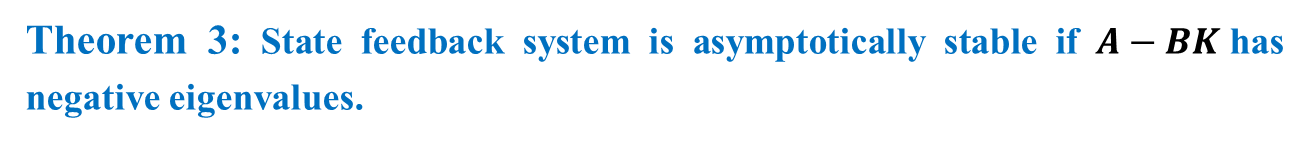 Theorem 3: State feedback system is asymptotically stable if A − BK has
negative eigenvalues.